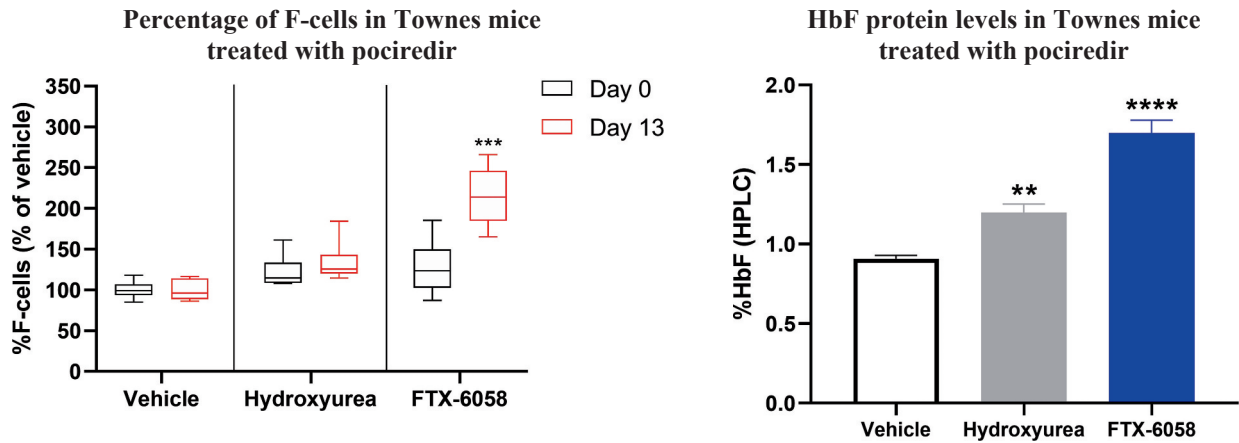 Percentage of F-cells in Townes mice
treated with pociredir
%F-cells (% of vehicle)
350
300
250
200
150
100
50
0
Day 0
Day 13
***
Vehicle
Hydroxyurea
FTX-6058
HbF protein levels in Townes mice
treated with pociredir
%HbF (HPLC)
2.0
1.5
1.0
0.5
0.0
**
****
Vehicle
Hydroxyurea
FTX-6058